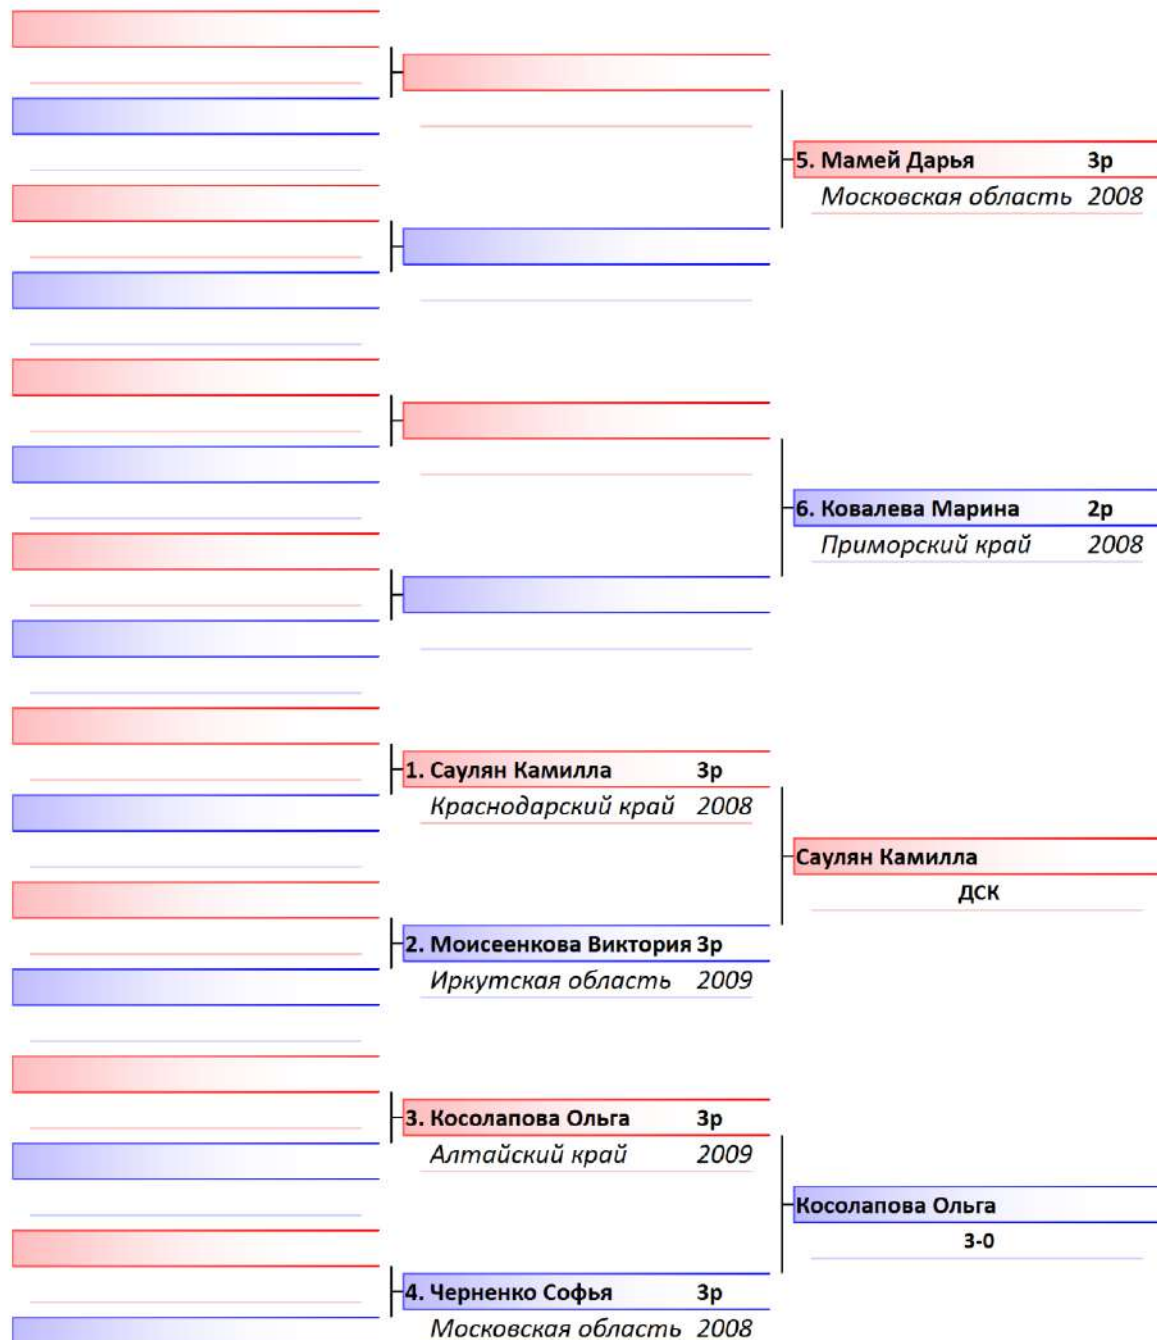 5. Мамей Дарья 3р
Московская область 2008
6. Ковалева Марина 2р
Приморский край 2008
1. Саулян Камилла 3р
Краснодарский край 2008
Саулян Камилла
ДСК
2. Моисеенкова Виктория 3р
Иркутская область 2009
3. Косолапова Ольга 3р
Алтайский край 2009
Косолапова Ольга
3-0
4. Черненко Софья 3р
Московская область 2008